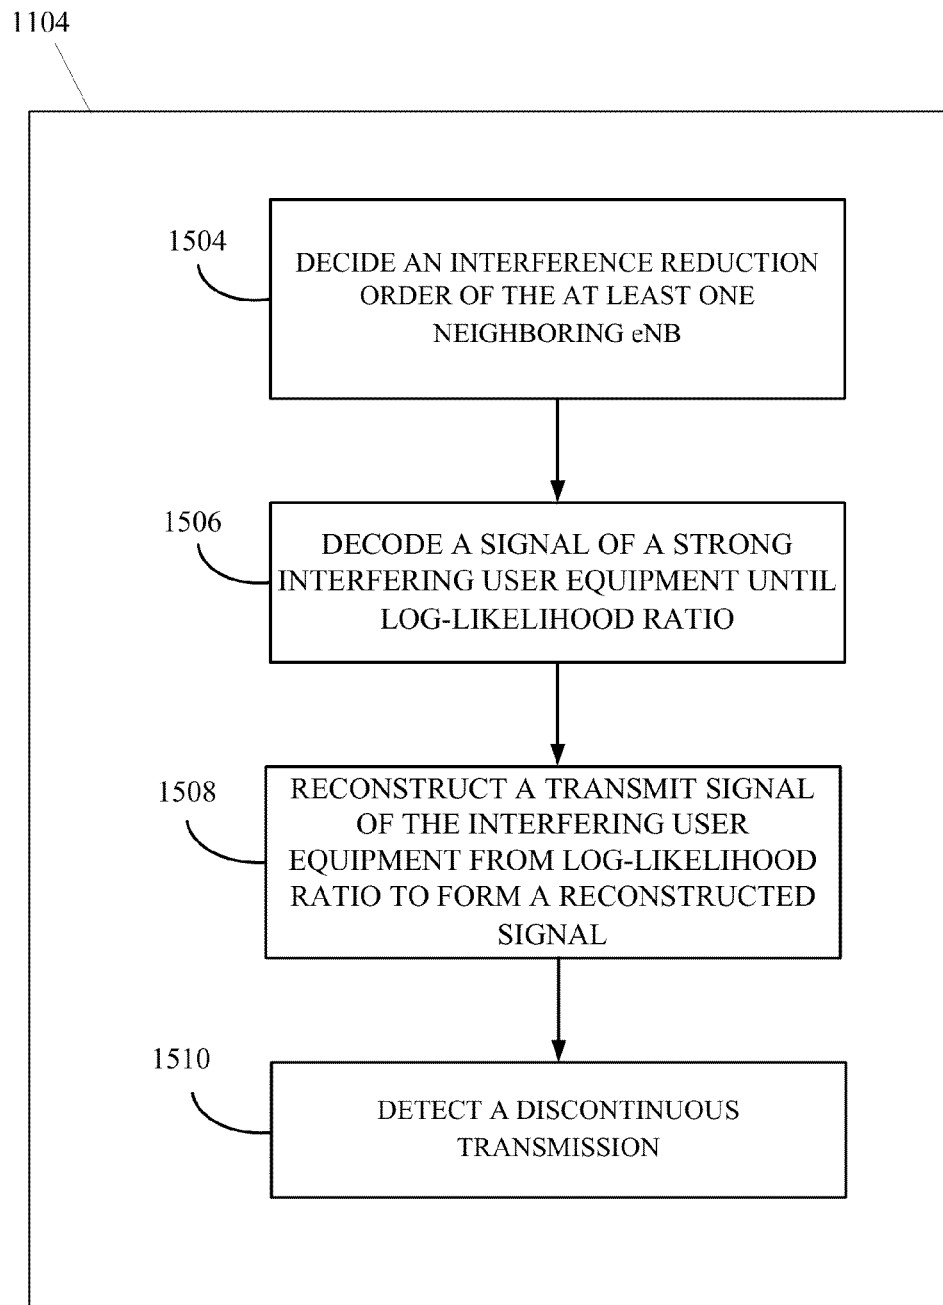 1104
1504
DECIDE AN INTERFERENCE REDUCTION
ORDER OF THE AT LEAST ONE
NEIGHBORING eNB
1506
DECODE A SIGNAL OF A STRONG
INTERFERING USER EQUIPMENT UNTIL
LOG-LIKELIHOOD RATIO
1508
RECONSTRUCT A TRANSMIT SIGNAL
OF THE INTERFERING USER
EQUIPMENT FROM LOG-LIKELIHOOD
RATIO TO FORM A RECONSTRUCTED
SIGNAL
1510
DETECT A DISCONTINUOUS
TRANSMISSION